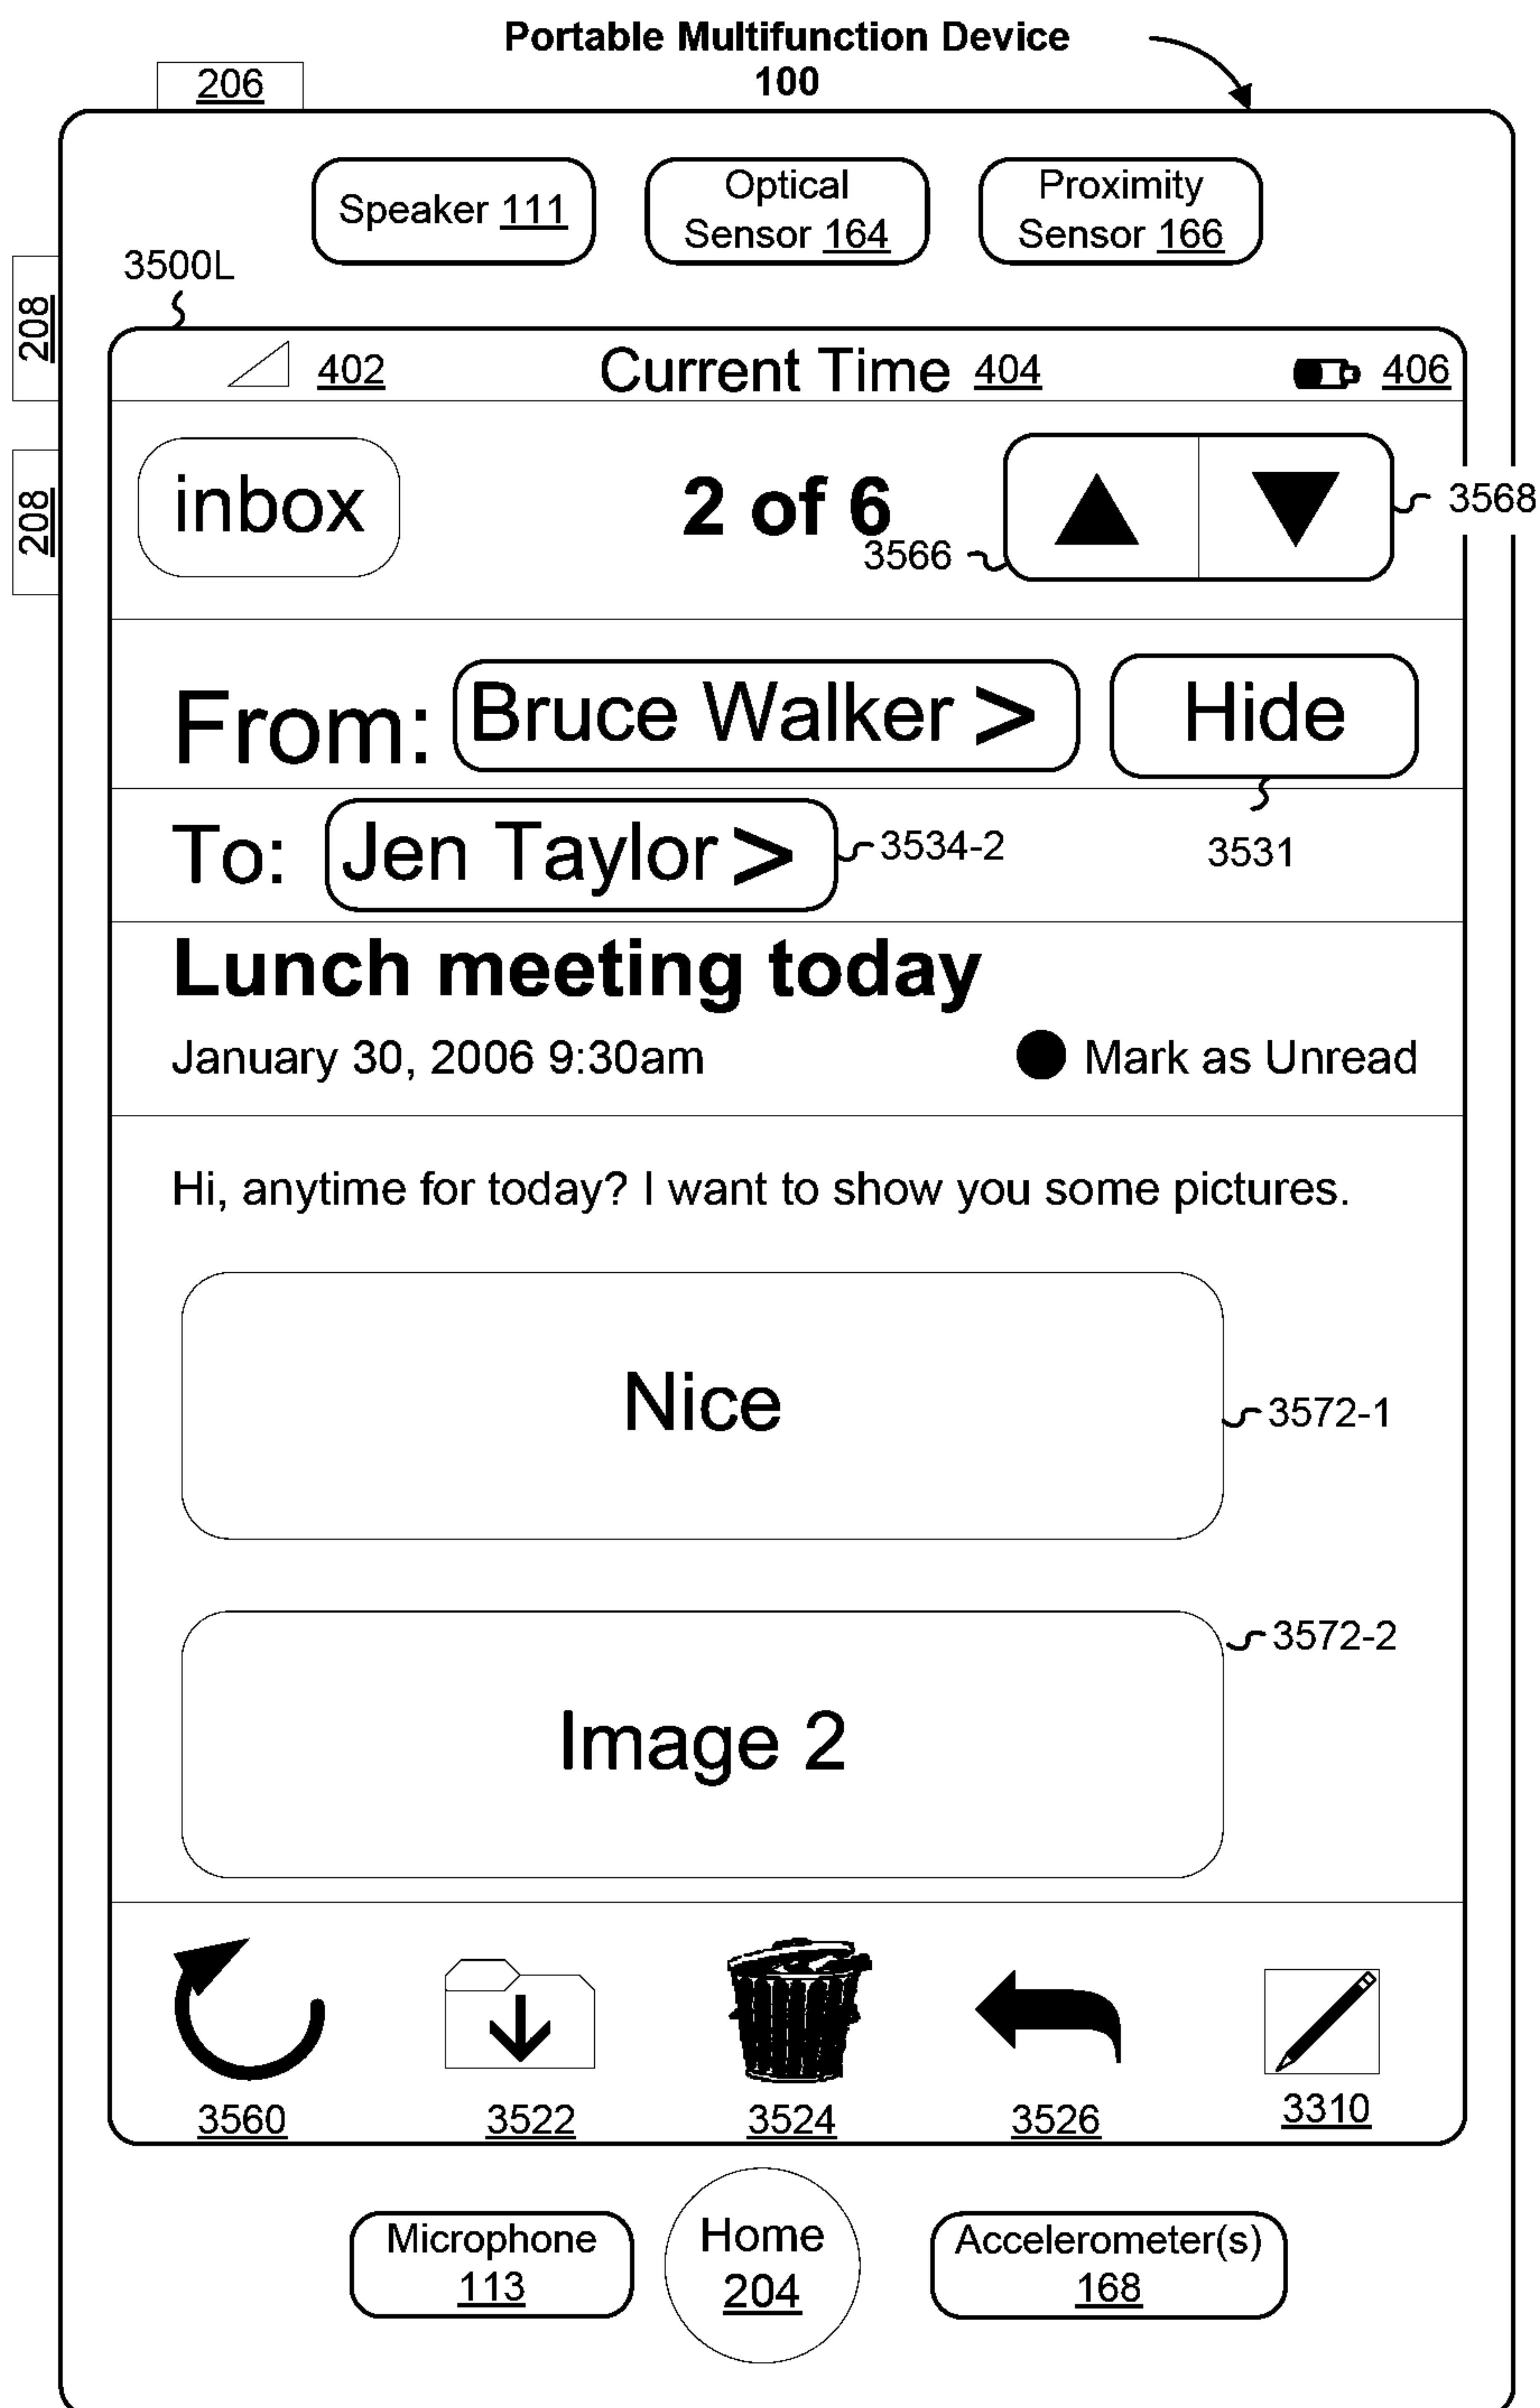 Portable Multifunction Device
100
206
Speaker 111
Optical
Sensor 164
Proximity
Sensor 166
3500L
208
402
Current Time 404
406
208
inbox
2 of 6
3566
3568
From: Bruce Walker >
Hide
3531
To: Jen Taylor >
3534-2
Lunch meeting today
January 30, 2006 9:30am
Mark as Unread
Hi, anytime for today? I want to show you some pictures.
Nice
3572-1
3572-2
Image 2
3560
3522
3524
3526
3310
Microphone
113
Home
204
Accelerometer(s)
168